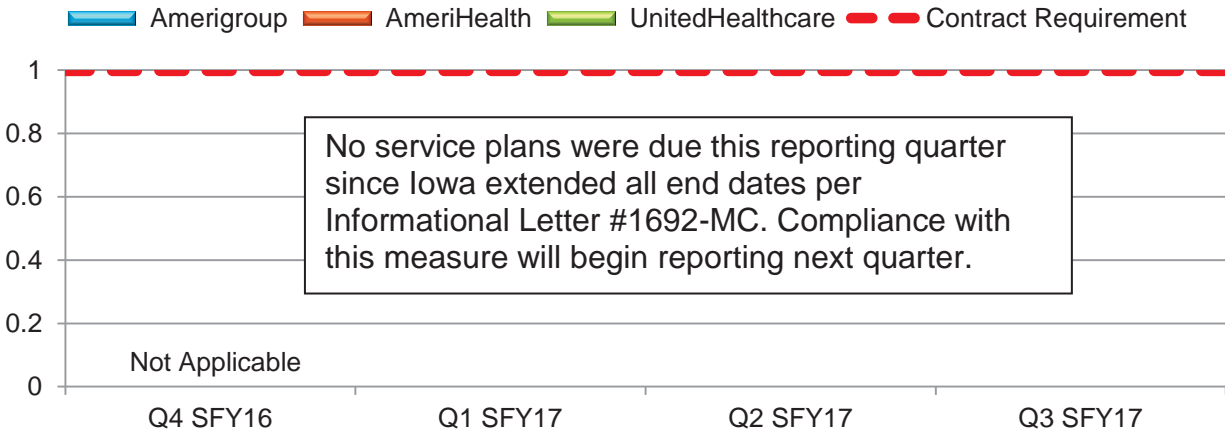 Amerigroup AmeriHealth UnitedHealthcare Contract Requirement
1
0.8
0.6
0.4
0.2
0
No service plans were due this reporting quarter
since Iowa extended all end dates per
Informational Letter #1692-MC. Compliance with
this measure will begin reporting next quarter.
Not Applicable
Q4 SFY16 Q1 SFY17 Q2 SFY17 Q3 SFY17